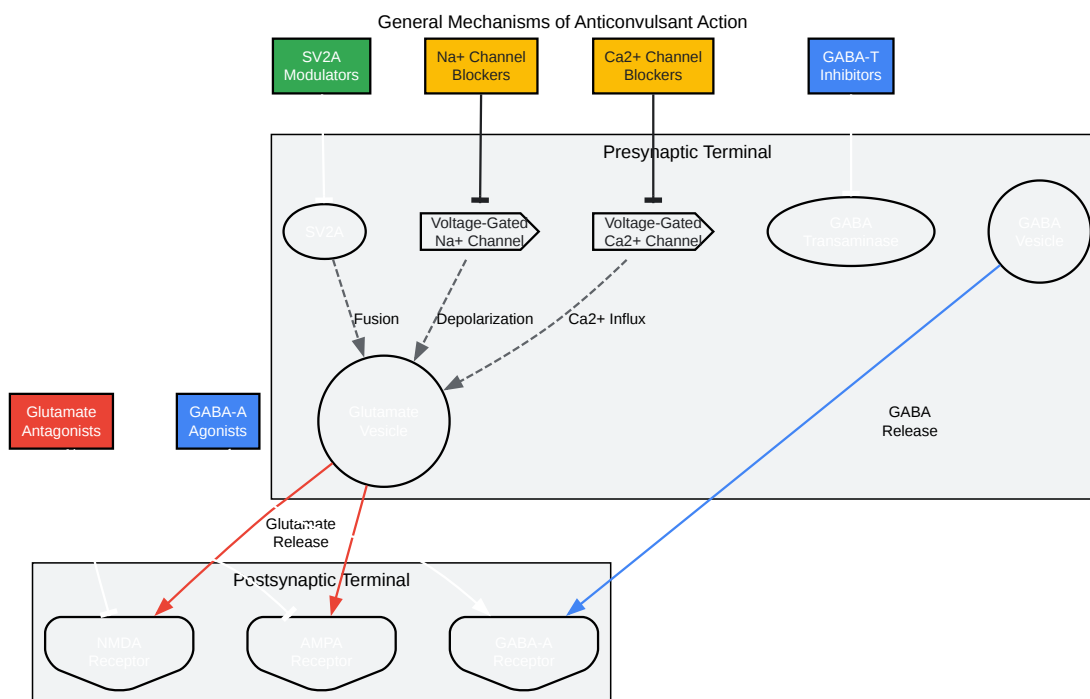 General Mechanisms of Anticonvulsant Action
SV2A
Modulators
Na+ Channel
Blockers
Ca2+ Channel
Blockers
GABA-T
Inhibitors
Presynaptic Terminal
SV2A
Voltage-Gated
Na+ Channel
Voltage-Gated
Ca2+ Channel
GABA
Transaminase
GABA
Vesicle
Fusion
Depolarization
Ca2+ Influx
Glutamate
Antagonists
GABA-A
Agonists
Glutamate
Vesicle
GABA
Release
Glutamate
Release
Postsynaptic Terminal
NMDA
Receptor
AMPA
Receptor
GABA-A
Receptor